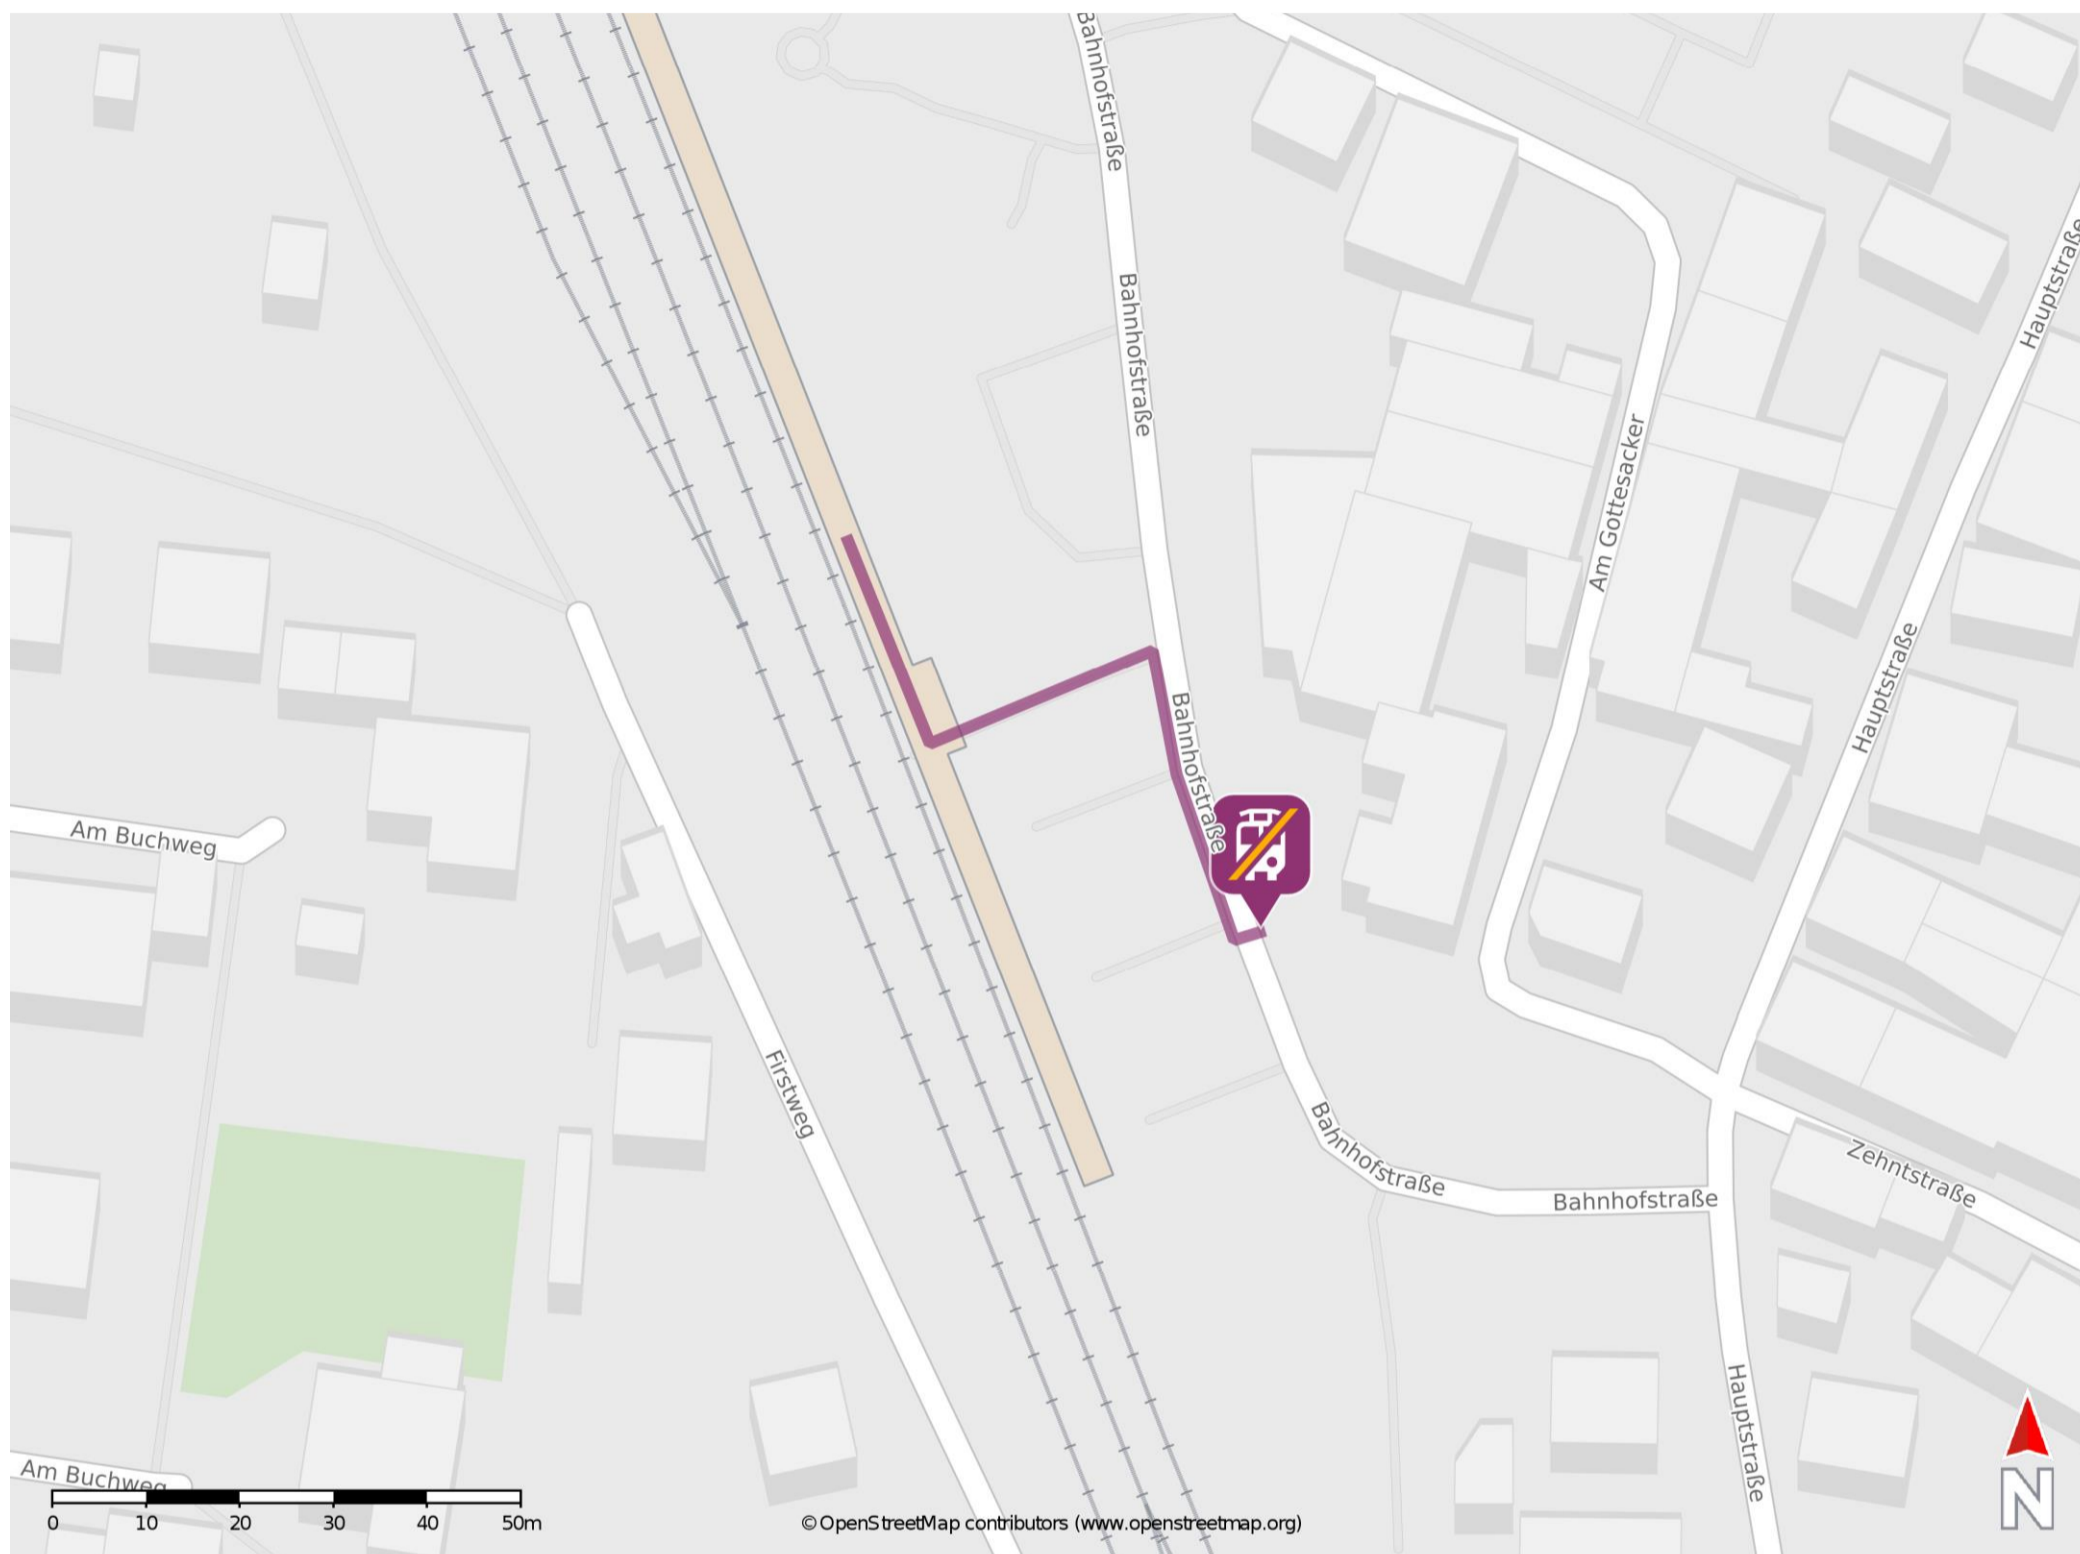 Bahnhofstraße
Hauptstraße
Bahnhofstraße
Am Gottesacker
Hauptstraße
Bahnhofstraße
Am Buchweg
Firstweg
Bahnhofstraße
Bahnhofstraße
Zehntstraße
Hauptstraße
Am Buchweg
0 10 20 30 40 50m
© OpenStreetMap contributors (www.openstreetmap.org)
N